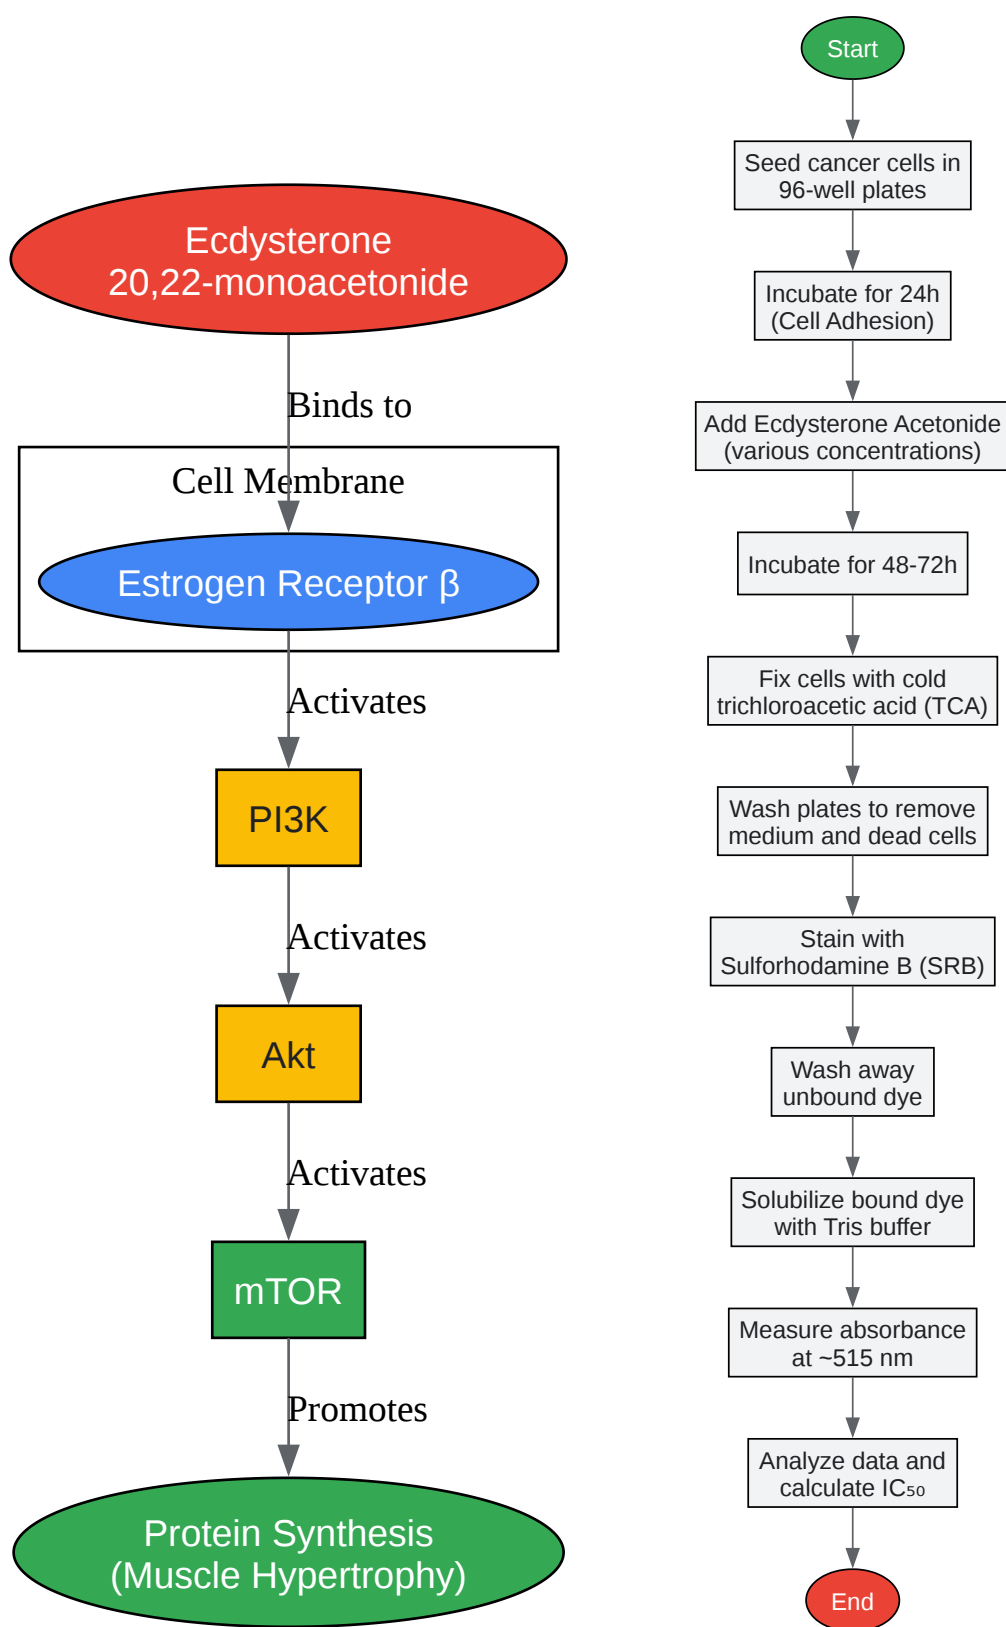 Ecdysterone
20,22-monoacetonide
Binds to
Cell Membrane
Estrogen Receptor β
Activates
PI3K
Activates
Akt
Activates
mTOR
Promotes
Protein Synthesis
(Muscle Hypertrophy)
Start
Seed cancer cells in
96-well plates
Incubate for 24h
(Cell Adhesion)
Add Ecdysterone Acetonide
(various concentrations)
Incubate for 48-72h
Fix cells with cold
trichloroacetic acid (TCA)
Wash plates to remove
medium and dead cells
Stain with
Sulforhodamine B (SRB)
Wash away
unbound dye
Solubilize bound dye
with Tris buffer
Measure absorbance
at ~515 nm
Analyze data and
calculate IC₅₀
End